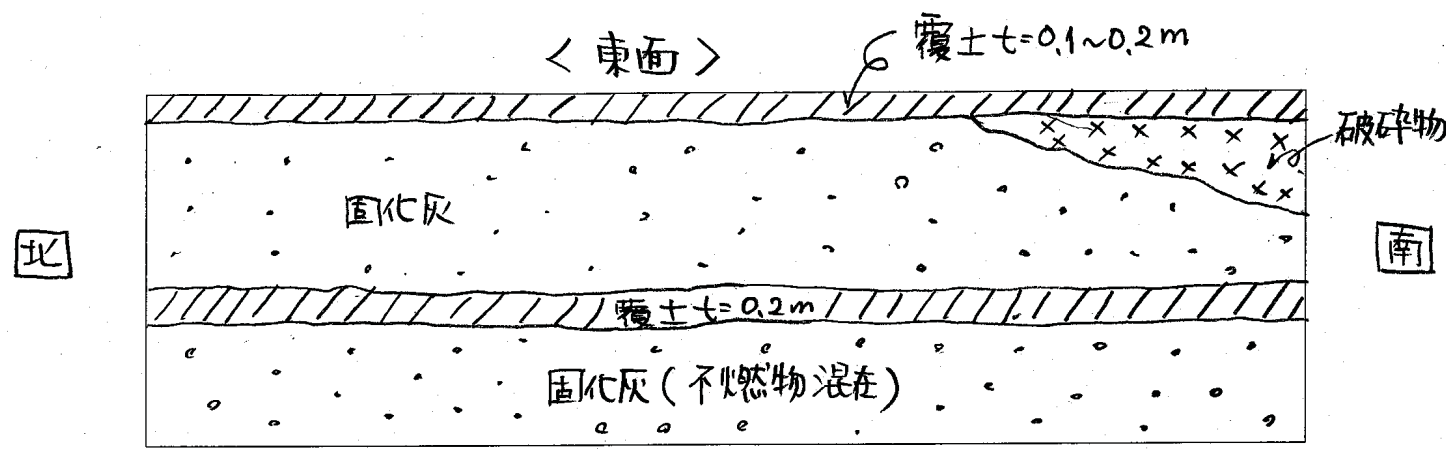 <東面>
覆土 t=0.1~0.2m
破砕物
固化灰
北
南
覆土 t=0.2m
固化灰(不燃物混在)